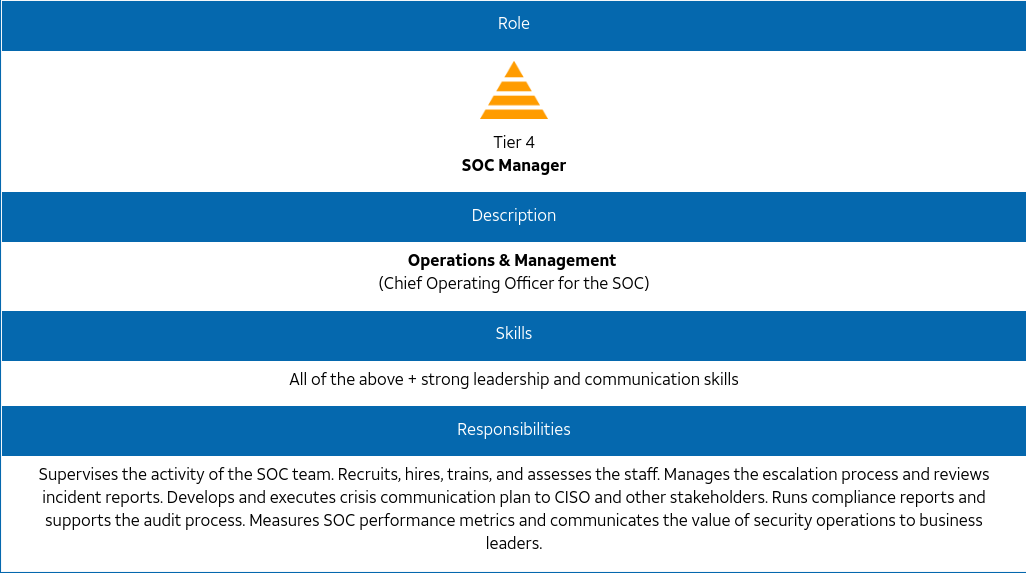 Role
Tier 4
SOC Manager
Description
Operations & Management
(Chief Operating Officer for the SOC)
Skills
All of the above + strong leadership and communication skills
Responsibilities
Supervises the activity of the SOC team. Recruits, hires, trains, and assesses the staff. Manages the escalation process and reviews
incident reports. Develops and executes crisis communication plan to CISO and other stakeholders. Runs compliance reports and
supports the audit process. Measures SOC performance metrics and communicates the value of security operations to business
leaders.